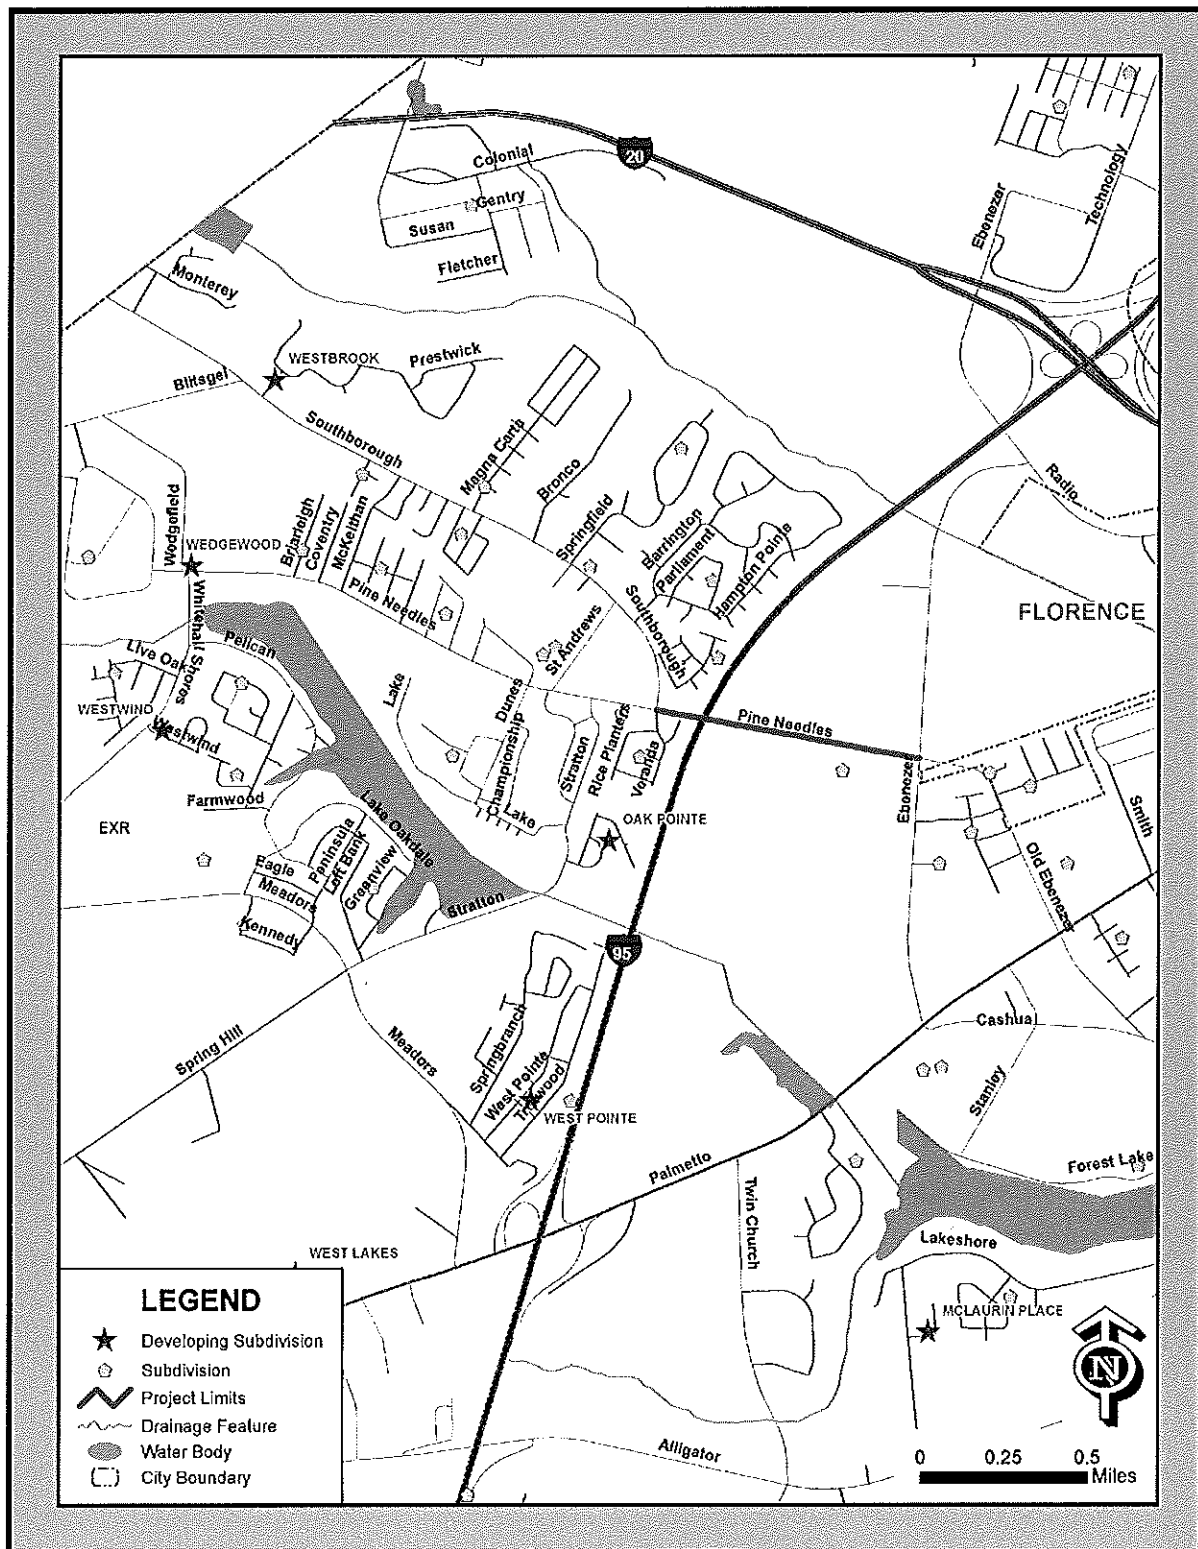 20
Colonial
Gentry
Susan
Fletcher
Ebenezer
Technology
Monterey
WESTBROOK
Prestwick
Southborough
Magna Carta
Bronco
Springfield
Barrington
Parliament
Hampton Pointe
Southborough
Radio
FLORENCE
Wedgefield
WEDGEWOOD
Briarleigh
Coventry
McKeithan
Pine Needles
Whitehall Shores
Pelican
Live Oak
WESTWIND
Westwind
Farmwood
EXR
Lake
Dunes
St Andrews
Championship
Stratton
Rice Planters
Veranda
Lake
OAK POINTE
Pine Needles
Ebenezer
Old Ebenezer
Smith
Lake Oakdale
Peninsula
Left Bank
Greenview
Eagle
Meadors
Kennedy
Stratton
95
Spring Hill
Meadors
Springbranch
West Pointe
WEST POINTE
Cashua
Stanley
Palmetto
Twin Church
Forest Lake
Lakeshore
WEST LAKES
MCLAURIN PLACE
Alligator
LEGEND
Developing Subdivision
Subdivision
Project Limits
Drainage Feature
Water Body
City Boundary
N
0 0.25 0.5
Miles